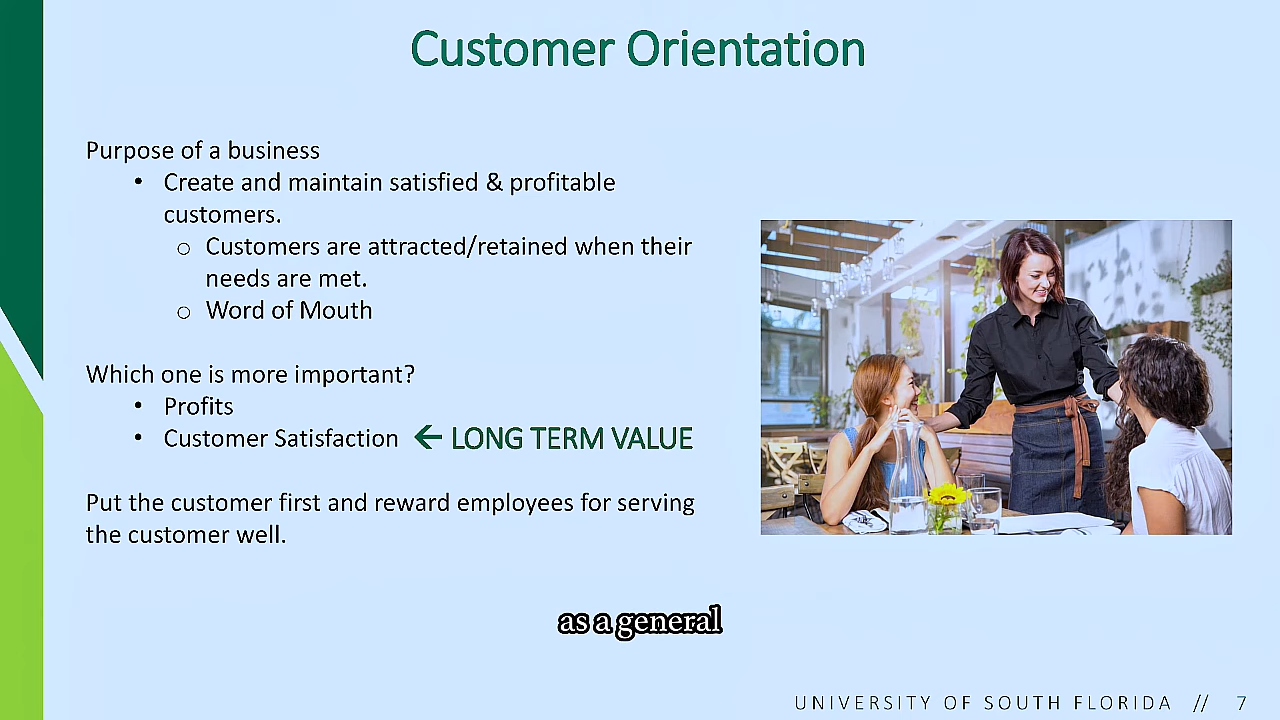 Customer Orientation
Purpose of a business
• Create and maintain satisfied & profitable
customers.
o Customers are attracted/retained when their
needs are met.
o Word of Mouth
Which one is more important?
• Profits
• Customer Satisfaction ← LONG TERM VALUE
Put the customer first and reward employees for serving
the customer well.
as a general
UNIVERSITY OF SOUTH FLORIDA // 7